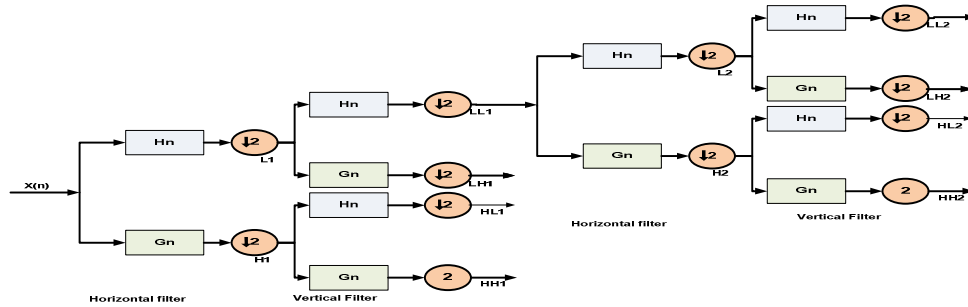 Hn
↓2
LL2
Hn
↓2
L2
Gn
↓2
LH2
Hn
↓2
LL1
Hn
↓2
HL2
Hn
↓2
L1
Gn
↓2
H2
X(n)
Gn
↓2
LH1
Gn
2
HH2
Hn
↓2
HL1
Horizontal filter
Vertical Filter
Gn
↓2
H1
Gn
2
HH1
Horizontal filter
Vertical Filter